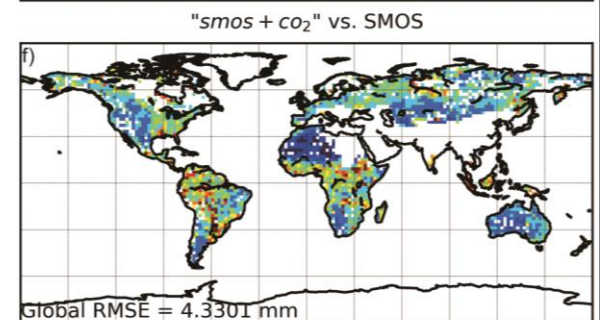 "smos + co₂" vs. SMOS
f)
Global RMSE = 4.3301 mm